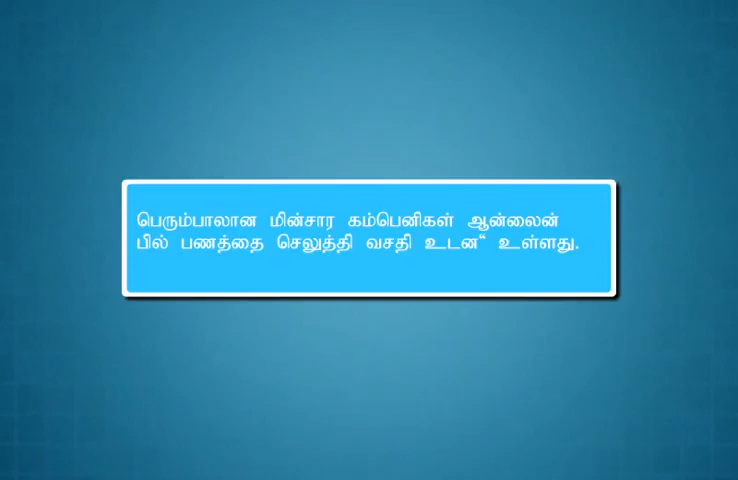 பெரும்பாலான மின்சார கம்பெனிகள் ஆன்லைன்
பில் பணத்தை செலுத்தி வசதி உடன“ உள்ளது.